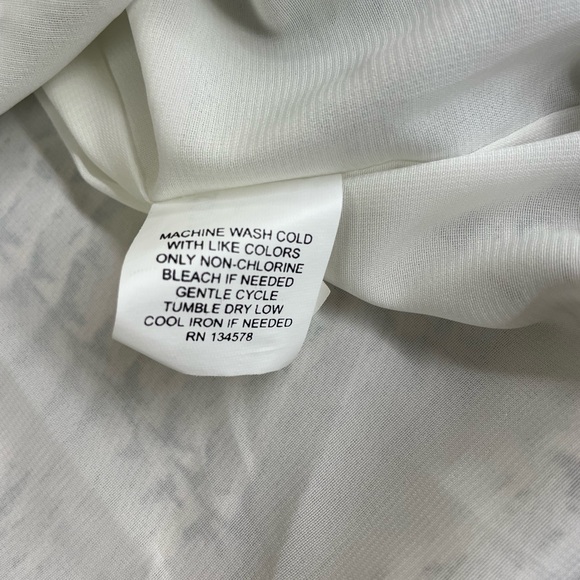 MACHINE WASH COLD
WITH LIKE COLORS
ONLY NON-CHLORINE
BLEACH IF NEEDED
GENTLE CYCLE
TUMBLE DRY LOW
COOL IRON IF NEEDED
RN 134578